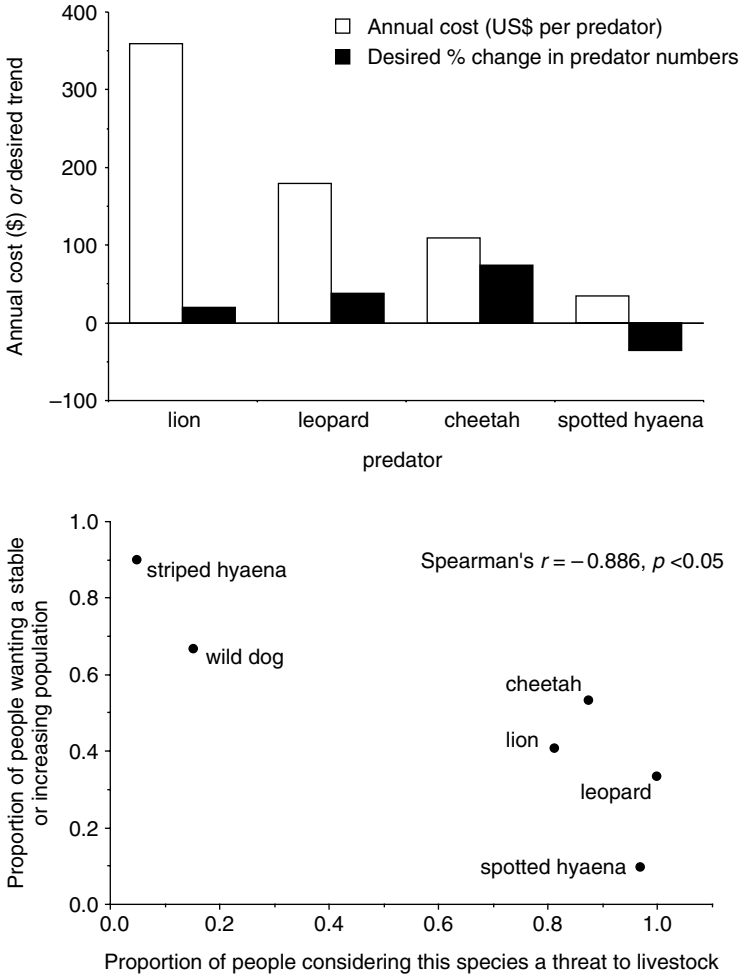 400
300
200
100
0
−100
Annual cost ($) or desired trend
Annual cost (US$ per predator)
Desired % change in predator numbers
lion
leopard
cheetah
spotted hyaena
predator
1.0
0.8
0.6
0.4
0.2
0.0
Proportion of people wanting a stable
or increasing population
Spearman's r = −0.886, p <0.05
striped hyaena
wild dog
cheetah
lion
leopard
spotted hyaena
0.0
0.2
0.4
0.6
0.8
1.0
Proportion of people considering this species a threat to livestock